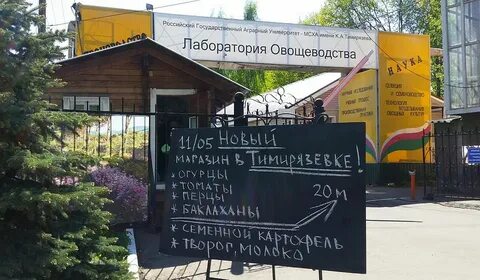 Российский Государственный Аграрный Университет - МСХА имени К.А.Тимирязева
Лаборатория Овощеводства
НАУКА
11/05 НОВЫЙ
МАГАЗИН В ТИМИРЯЗЕВКЕ!
* ОГУРЦЫ
* ТОМАТЫ
* ПЕРЦЫ
* БАКЛАХАНЫ
20 М
* СЕМЕННОЙ КАРТОФЕЛЬ
* ТВОРОГ, МОЛОКО